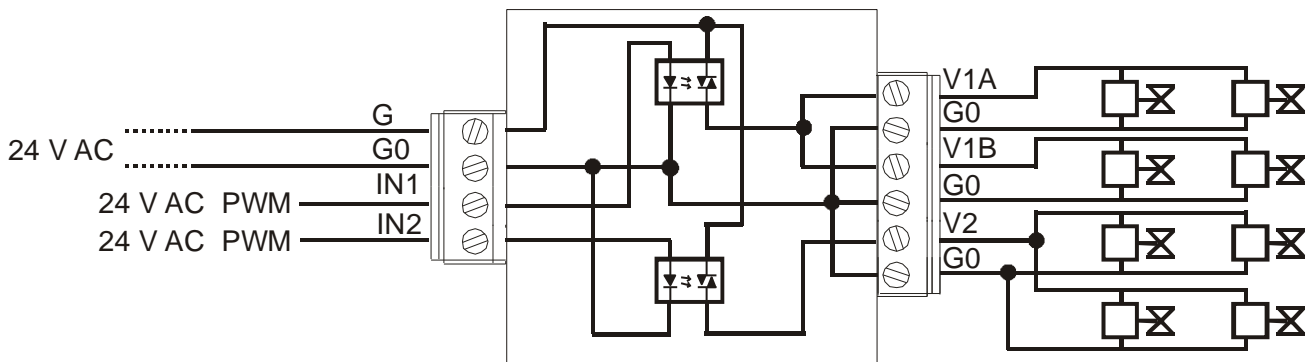 24 V AC
G
G0
IN1
24 V AC PWM
IN2
24 V AC PWM
V1A
G0
V1B
G0
V2
G0